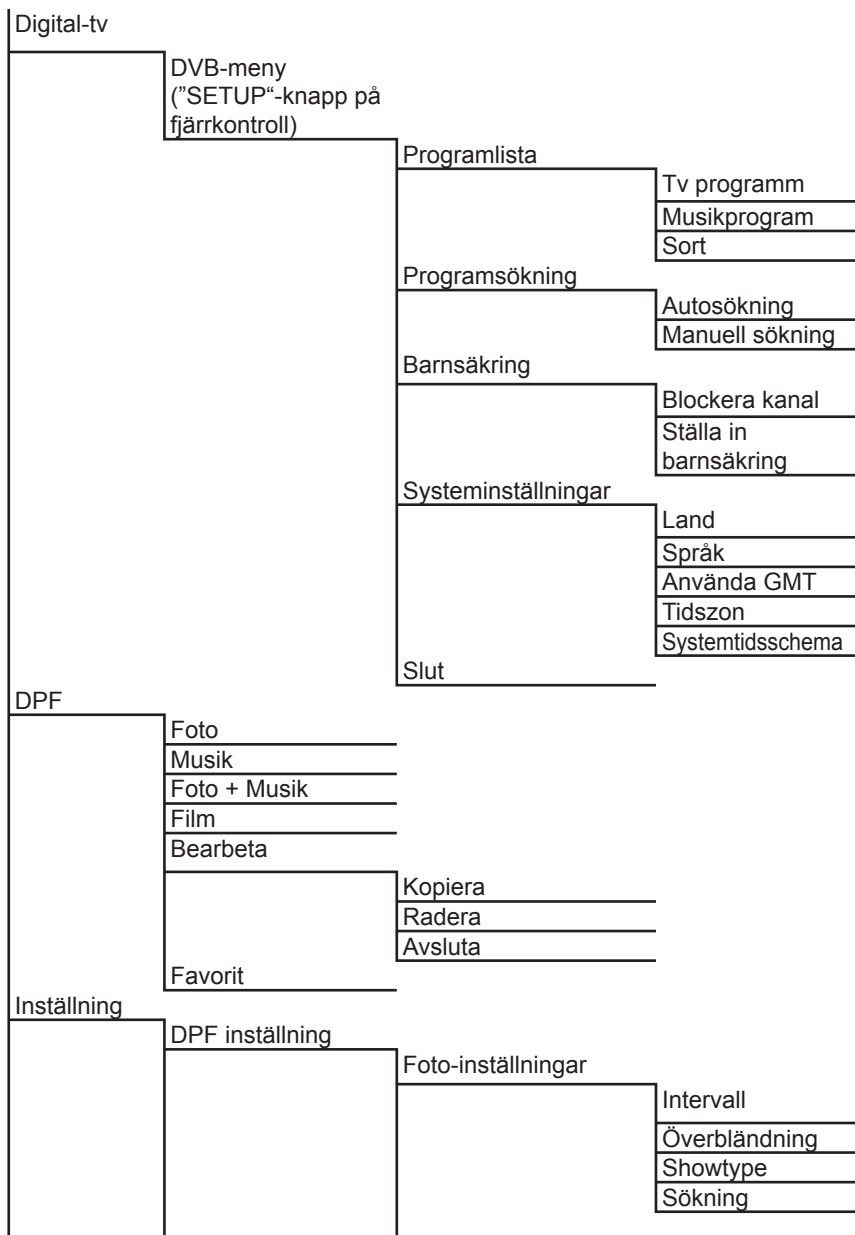 Digital-tv
DVB-meny
(”SETUP“-knapp på
fjärrkontroll)
Programlista
Tv programm
Musikprogram
Sort
Programsökning
Autosökning
Manuell sökning
Barnsäkring
Blockera kanal
Ställa in
barnsäkring
Systeminställningar
Land
Språk
Använda GMT
Tidszon
Systemtidsschema
Slut
DPF
Foto
Musik
Foto + Musik
Film
Bearbeta
Kopiera
Radera
Avsluta
Favorit
Inställning
DPF inställning
Foto-inställningar
Intervall
Överbländning
Showtype
Sökning